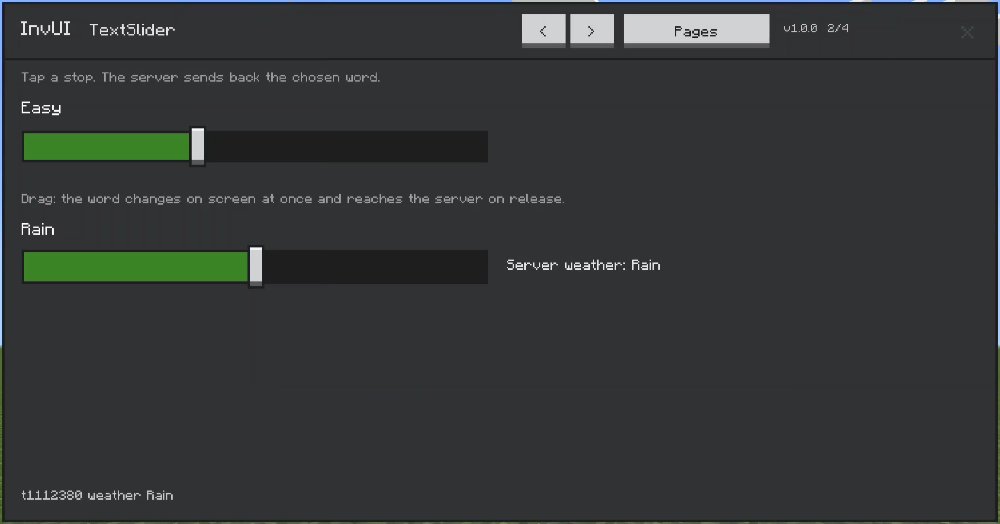 InvUI TextSlider < > Pages v1.0.0 2/4
Tap a stop. The server sends back the chosen word.
Easy
Drag: the word changes on screen at once and reaches the server on release.
Rain
Server weather: Rain
t1112380 weather Rain